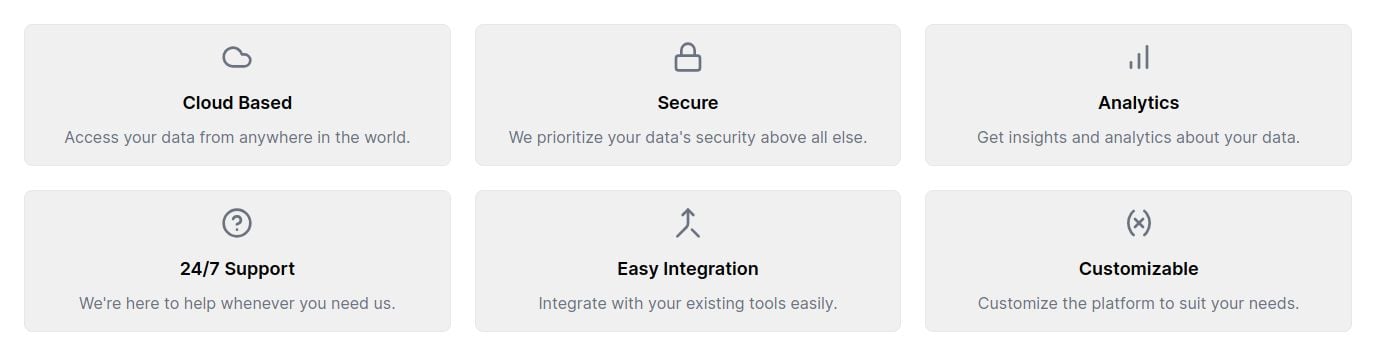 Cloud Based
Access your data from anywhere in the world.
Secure
We prioritize your data's security above all else.
Analytics
Get insights and analytics about your data.
24/7 Support
We're here to help whenever you need us.
Easy Integration
Integrate with your existing tools easily.
Customizable
Customize the platform to suit your needs.